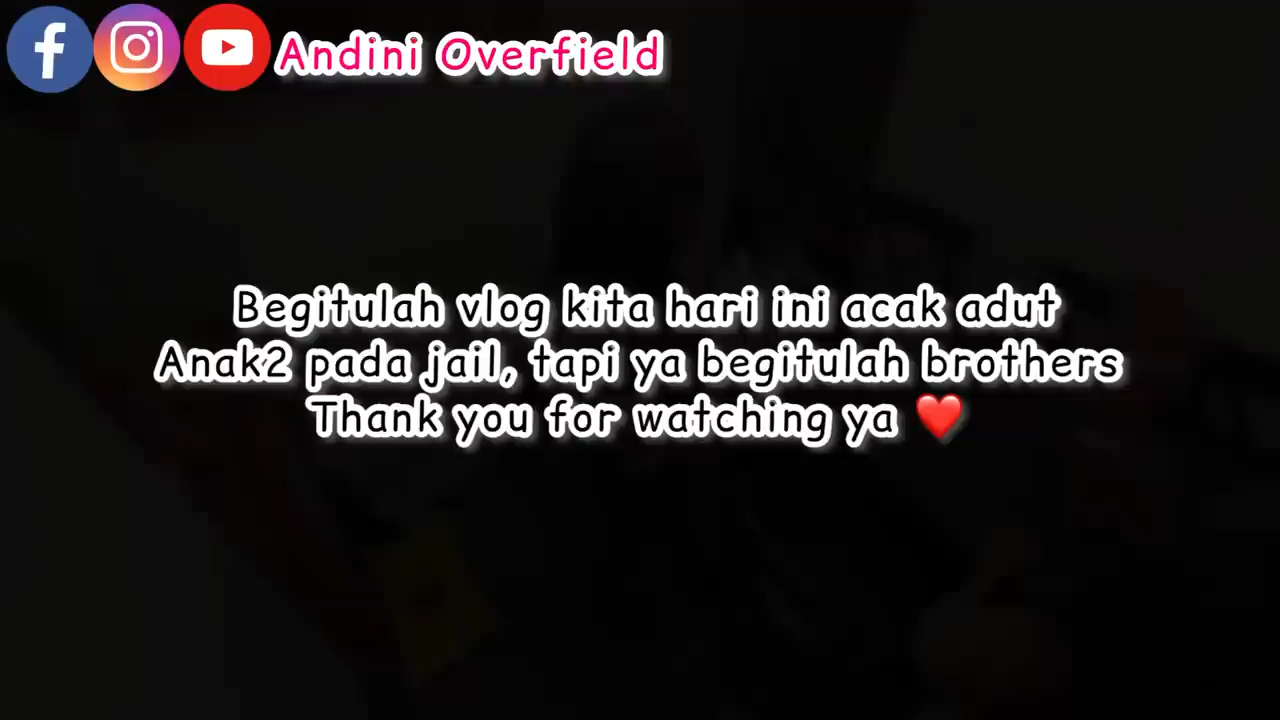 Andini Overfield
Begitulah vlog kita hari ini acak adut
Anak2 pada jail, tapi ya begitulah brothers
Thank you for watching ya ❤️